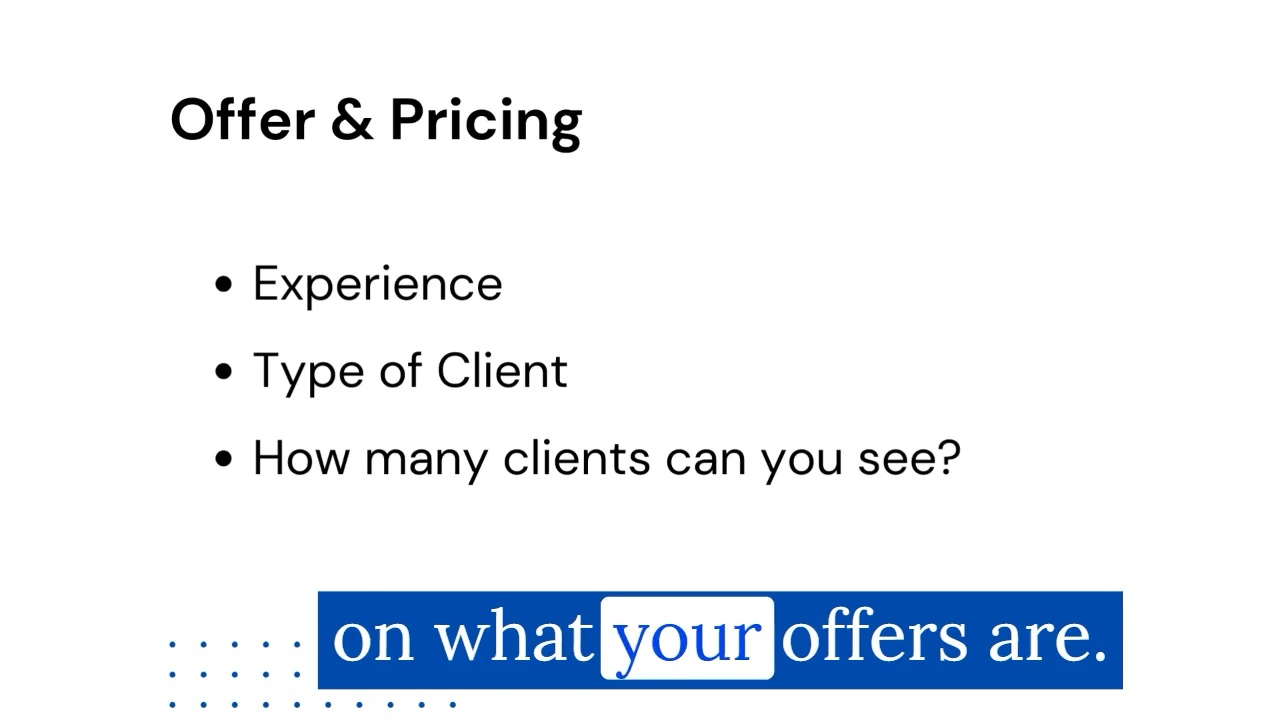 Offer & Pricing
• Experience
• Type of Client
• How many clients can you see?
on what your offers are.